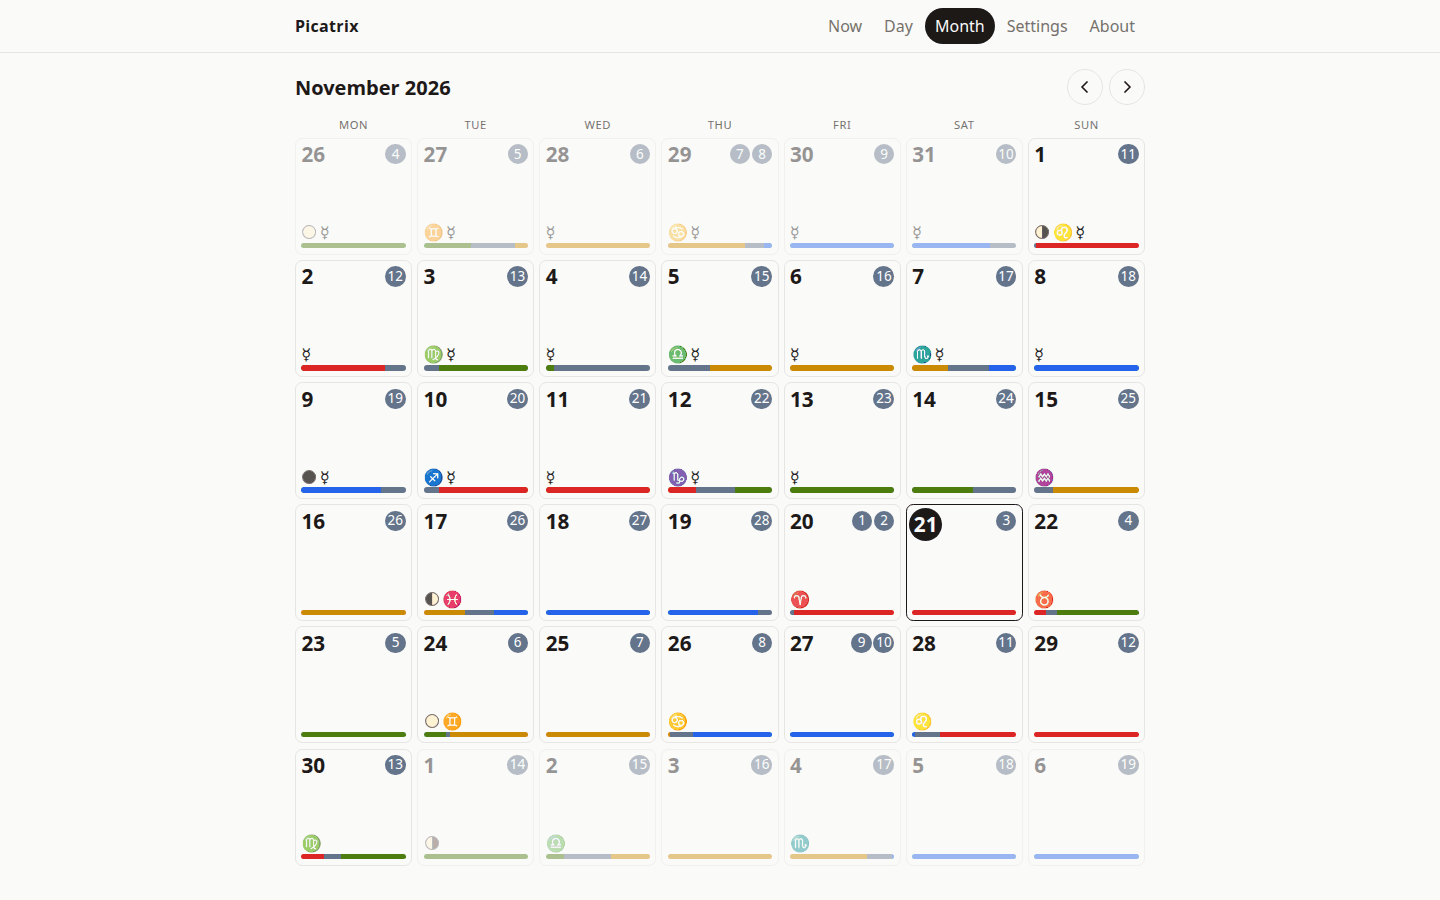 Picatrix Now Day Month Settings About
November 2026
MON TUE WED THU FRI SAT SUN
26 4 27 5 28 6 29 7 8 30 9 31 10 1 11
☿ ♊ ☿ ☿ ♋ ☿ ☿ ☿ ♌ ☿
2 12 3 13 4 14 5 15 6 16 7 17 8 18
☿ ♍ ☿ ☿ ♎ ☿ ☿ ♏ ☿ ☿
9 19 10 20 11 21 12 22 13 23 14 24 15 25
☿ ♐ ☿ ☿ ♑ ☿ ☿ ♒
16 26 17 26 18 27 19 28 20 1 2 21 3 22 4
♓ ♈ ♉
23 5 24 6 25 7 26 8 27 9 10 28 11 29 12
♊ ♋ ♌
30 13 1 14 2 15 3 16 4 17 5 18 6 19
♍ ♎ ♏